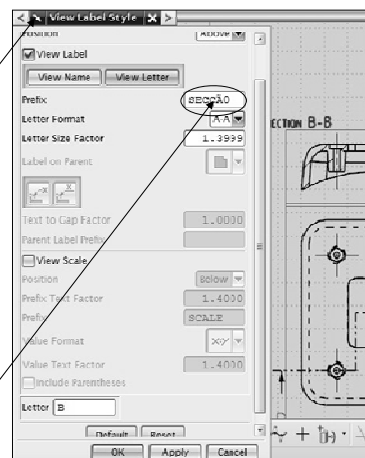 View Label Style
Position Above
View Label
View Name View Letter
Prefix SECÇÃO
Letter Format A-A
Letter Size Factor 1.3999
Label on Parent
Text to Gap Factor 1.0000
Parent Label Prefix
View Scale
Position Below
Prefix Text Factor 1.4000
Prefix SCALE
Value Format X:Y
Value Text Factor 1.4000
Include Parentheses
Letter B
Default Reset
OK Apply Cancel
ECTION B-B